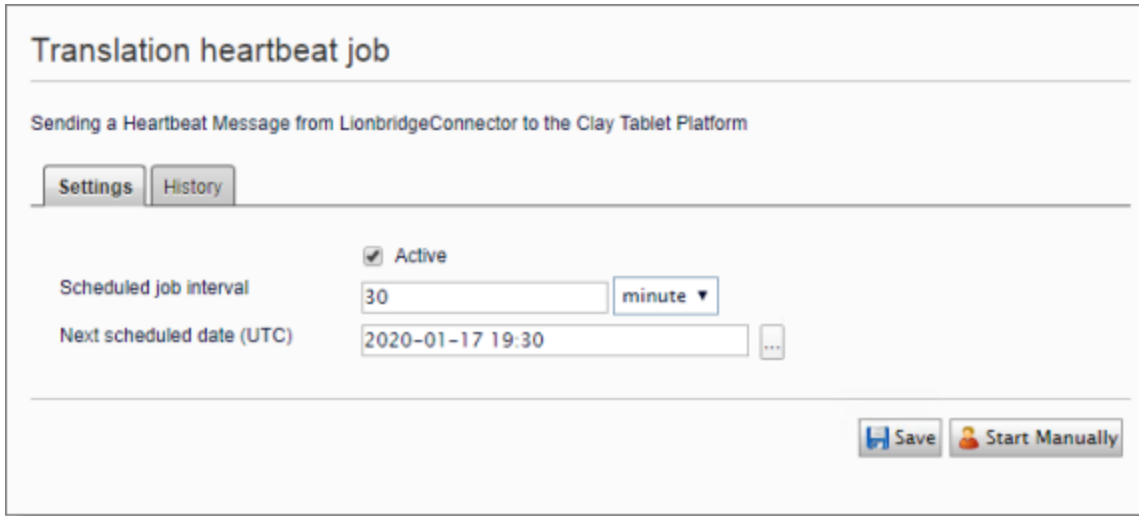 Translation heartbeat job
Sending a Heartbeat Message from LionbridgeConnector to the Clay Tablet Platform
Settings History
Active
Scheduled job interval 30 minute
Next scheduled date (UTC) 2020-01-17 19:30 ...
Save Start Manually